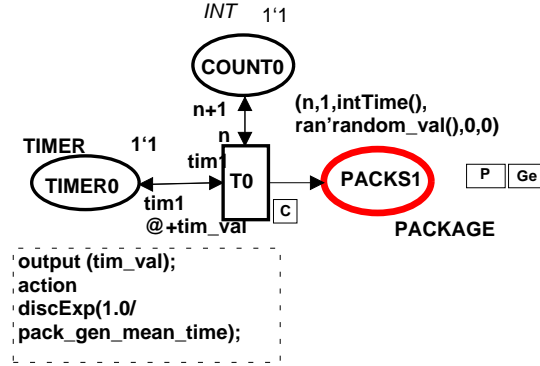 INT 1'1
COUNT0
n+1
(n,1,intTime(),
ran'random_val(),0,0)
n
TIMER 1'1
tim1
TIMER0
T0
PACKS1
P Ge
tim1
C
@+tim_val
PACKAGE
output (tim_val);
action
discExp(1.0/
pack_gen_mean_time);